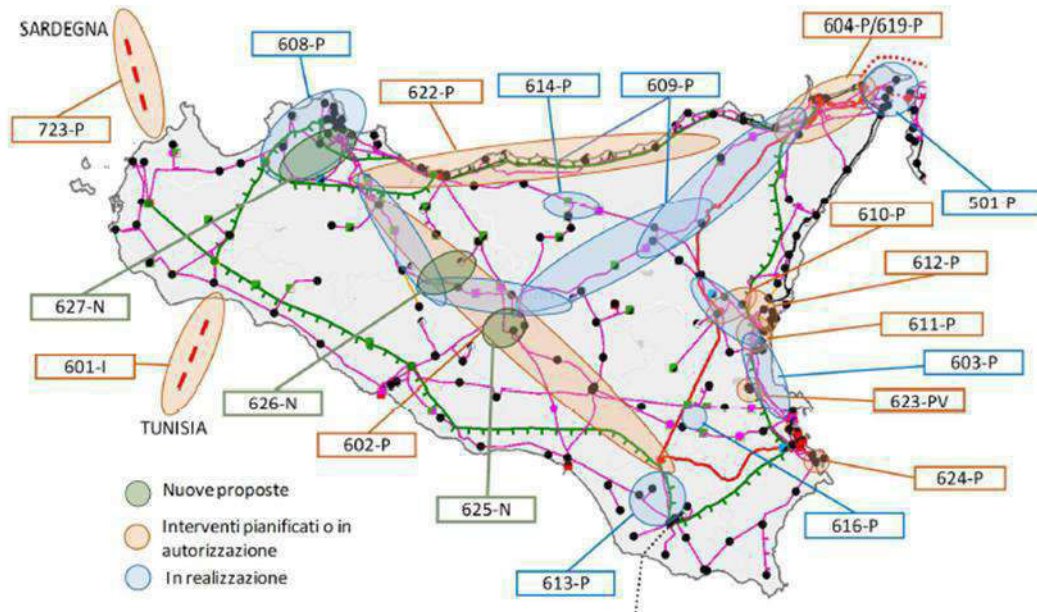 SARDEGNA
604-P/619-P
608-P
614-P
609-P
622-P
723-P
501 P
610-P
612-P
627-N
611-P
603-P
601-I
626-N
623-PV
TUNISIA
602-P
624-P
Nuove proposte
625-N
616-P
Interventi pianificati o in
autorizzazione
In realizzazione
613-P